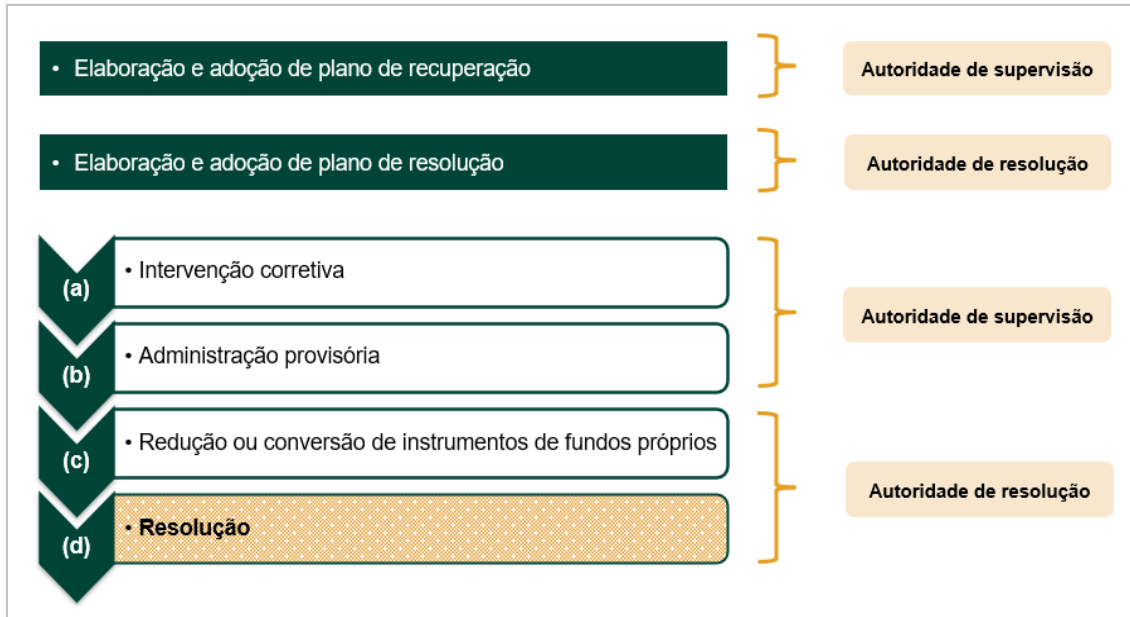 • Elaboração e adoção de plano de recuperação
Autoridade de supervisão
• Elaboração e adoção de plano de resolução
Autoridade de resolução
(a)
• Intervenção corretiva
(b)
• Administração provisória
Autoridade de supervisão
(c)
• Redução ou conversão de instrumentos de fundos próprios
(d)
• Resolução
Autoridade de resolução